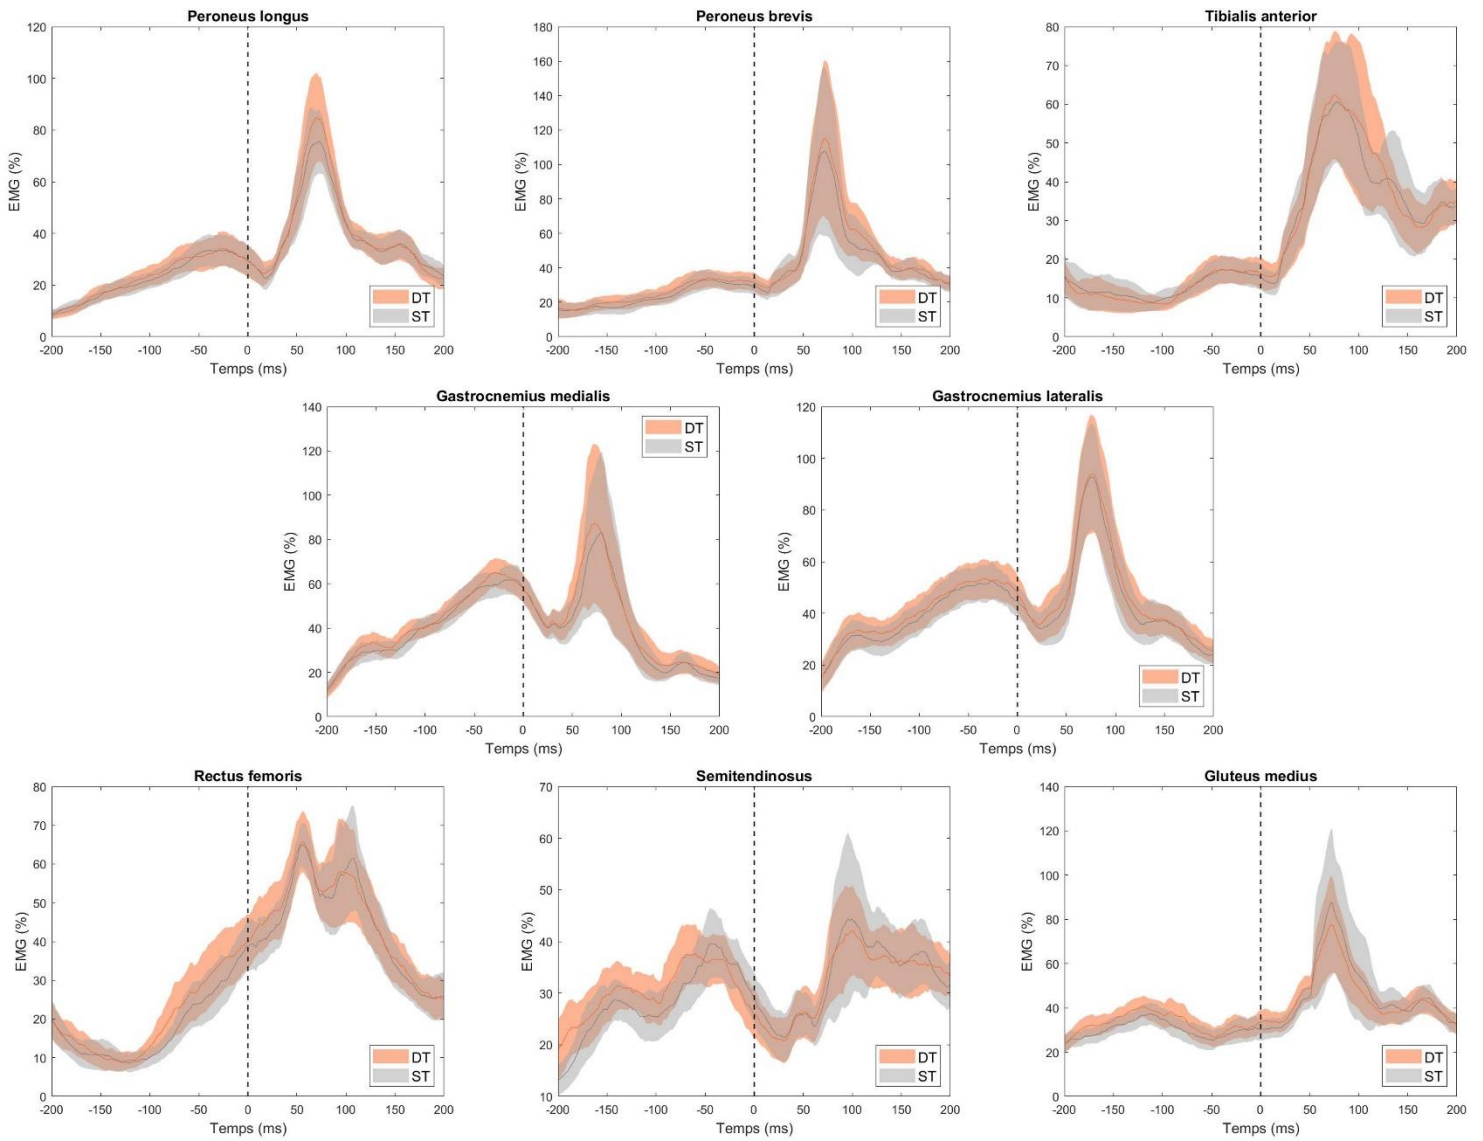 Peroneus longus
120
100
80
60
40
20
0
EMG (%)
-200 -150 -100 -50 0 50 100 150 200
Temps (ms)
DT
ST
Peroneus brevis
180
160
140
120
100
80
60
40
20
0
EMG (%)
-200 -150 -100 -50 0 50 100 150 200
Temps (ms)
DT
ST
Tibialis anterior
80
70
60
50
40
30
20
10
0
EMG (%)
-200 -150 -100 -50 0 50 100 150 200
Temps (ms)
DT
ST
Gastrocnemius medialis
140
120
100
80
60
40
20
0
EMG (%)
-200 -150 -100 -50 0 50 100 150 200
Temps (ms)
DT
ST
Gastrocnemius lateralis
120
100
80
60
40
20
0
EMG (%)
-200 -150 -100 -50 0 50 100 150 200
Temps (ms)
DT
ST
Rectus femoris
80
70
60
50
40
30
20
10
0
EMG (%)
-200 -150 -100 -50 0 50 100 150 200
Temps (ms)
DT
ST
Semitendinosus
70
60
50
40
30
20
10
EMG (%)
-200 -150 -100 -50 0 50 100 150 200
Temps (ms)
DT
ST
Gluteus medius
140
120
100
80
60
40
20
0
EMG (%)
-200 -150 -100 -50 0 50 100 150 200
Temps (ms)
DT
ST